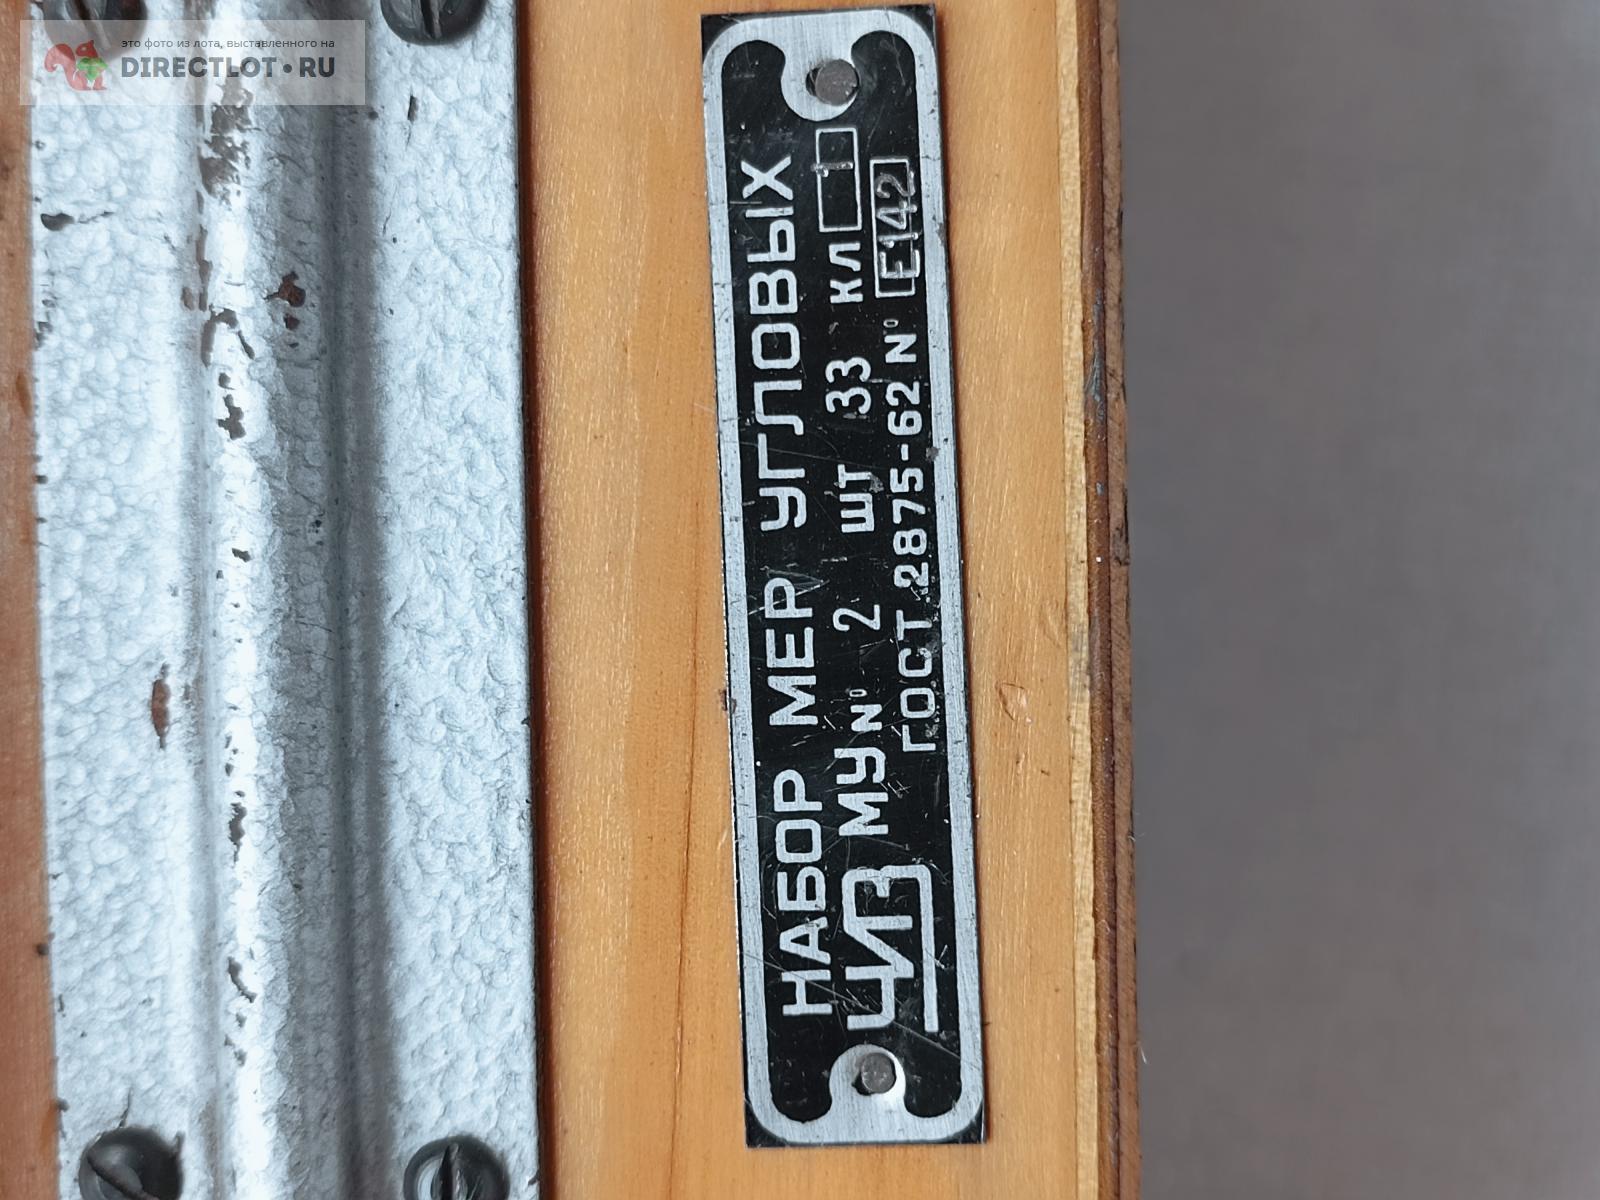 это фото из лота, выставленного на
DIRECTLOT.RU
НАБОР МЕР УГЛОВЫХ
ЧИЗ МУ № 2 ШТ 33 КЛ 1
ГОСТ 2875-62 № Е142